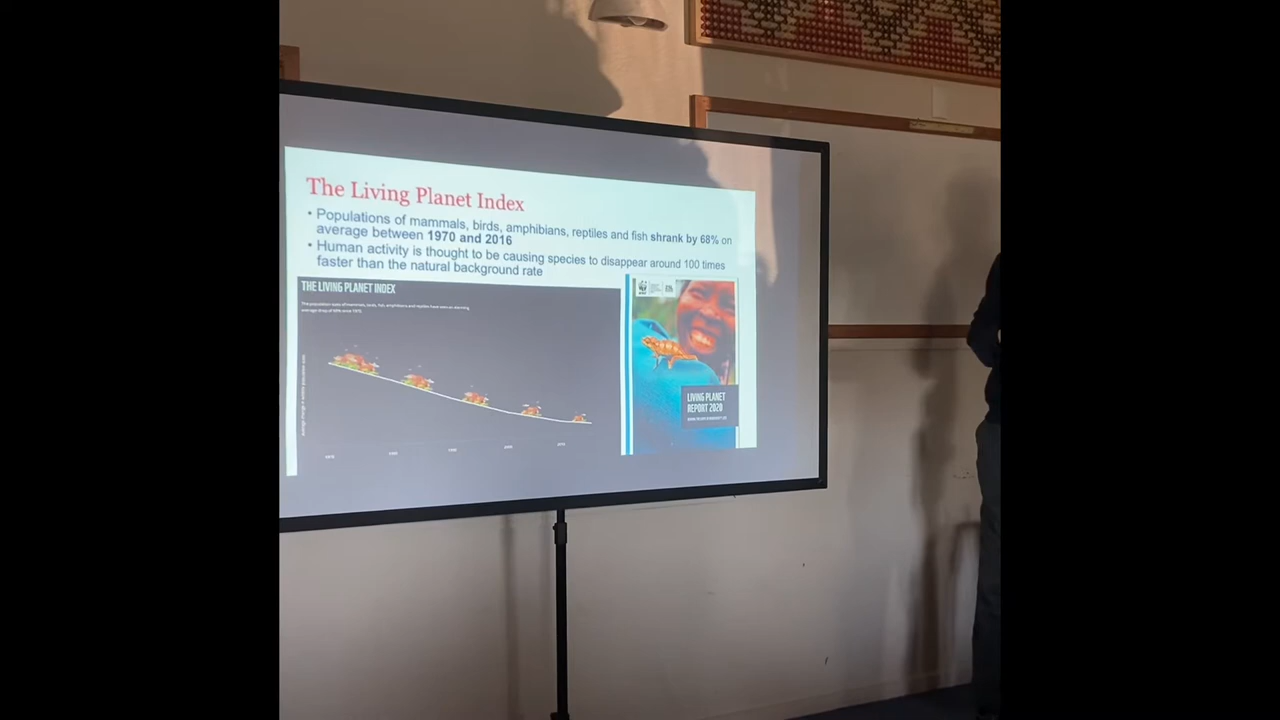 The Living Planet Index
• Populations of mammals, birds, amphibians, reptiles and fish shrank by 68% on
average between 1970 and 2016
• Human activity is thought to be causing species to disappear around 100 times
faster than the natural background rate
THE LIVING PLANET INDEX
LIVING PLANET
REPORT 2020